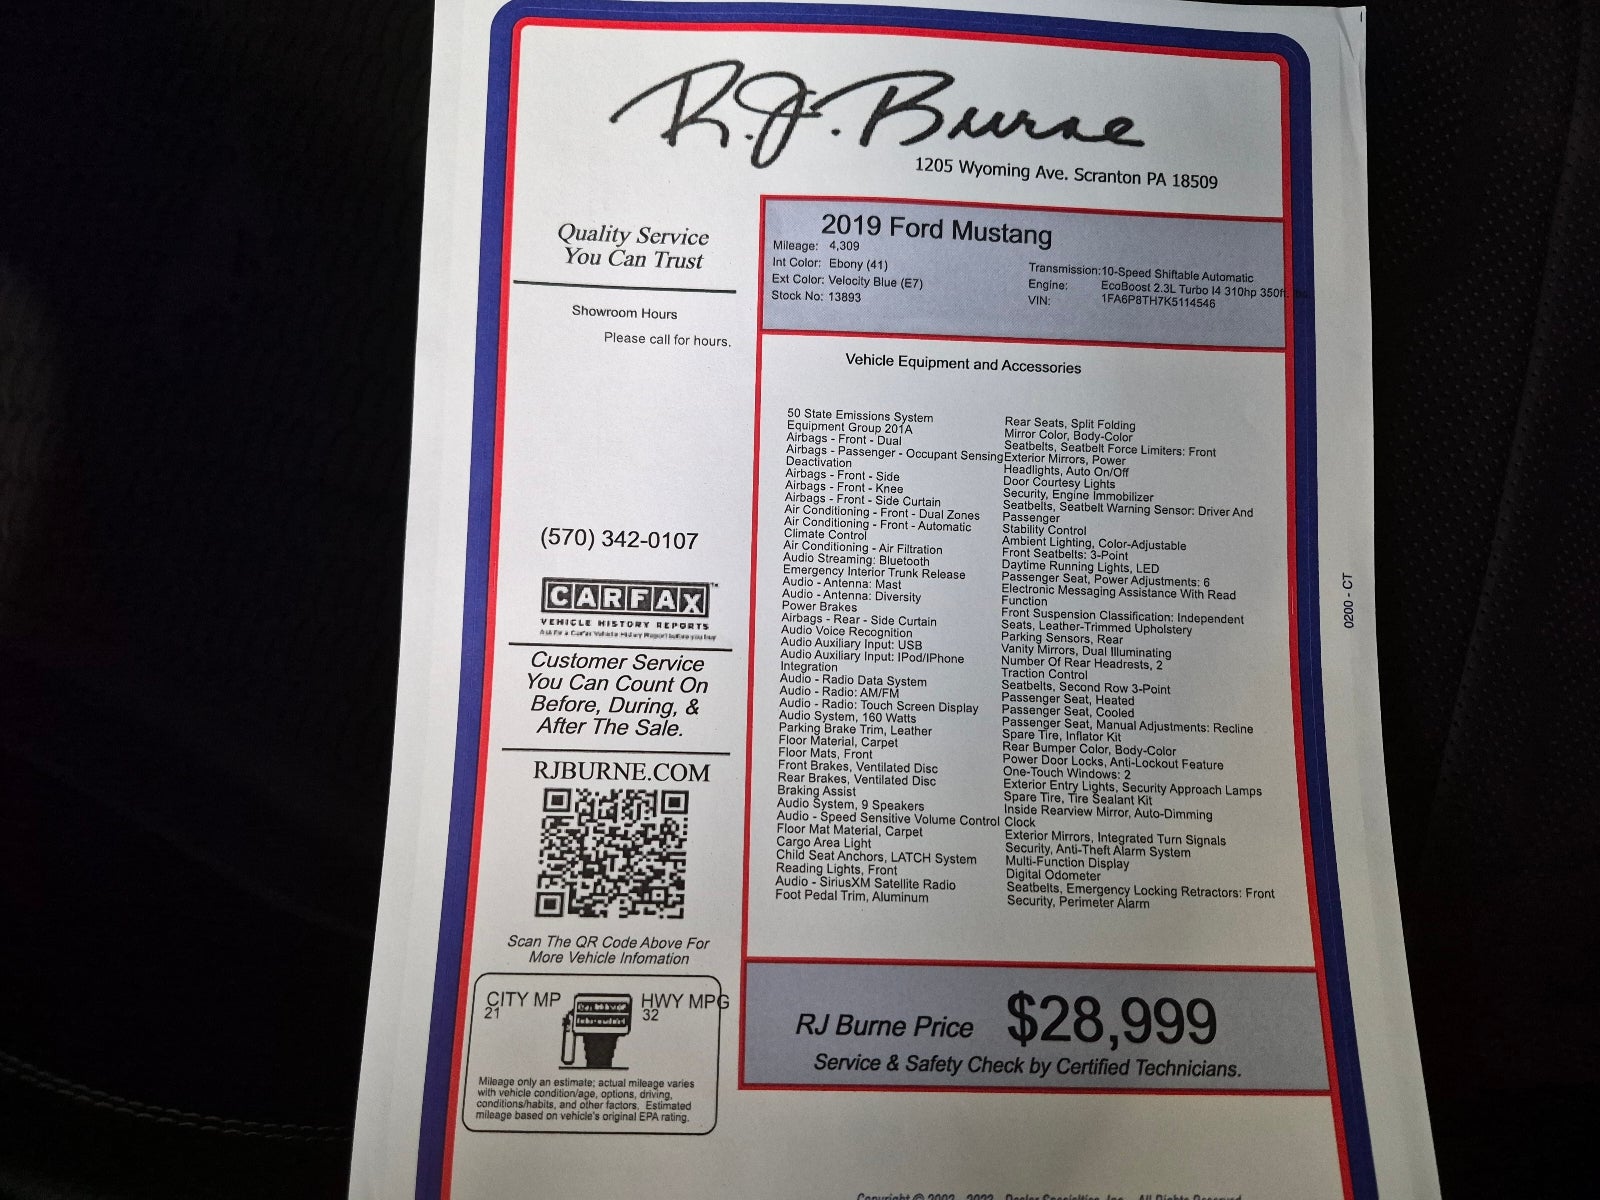 R.J. Burne
1205 Wyoming Ave. Scranton PA 18509
Quality Service
You Can Trust
Showroom Hours
Please call for hours.
(570) 342-0107
CARFAX
VEHICLE HISTORY REPORTS
Ask For a Carfax Vehicle History Report before you buy
Customer Service
You Can Count On
Before, During, &
After The Sale.
RJBURNE.COM
Scan The QR Code Above For
More Vehicle Infomation
CITY MP
21
HWY MPG
32
Mileage only an estimate; actual mileage varies
with vehicle condition/age, options, driving,
conditions/habits, and other factors. Estimated
mileage based on vehicle's original EPA rating.
2019 Ford Mustang
Mileage: 4,309
Int Color: Ebony (41)
Ext Color: Velocity Blue (E7)
Stock No: 13893
Transmission:10-Speed Shiftable Automatic
Engine: EcoBoost 2.3L Turbo I4 310hp 350ft.
VIN: 1FA6P8TH7K5114546
Vehicle Equipment and Accessories
50 State Emissions System
Equipment Group 201A
Airbags - Front - Dual
Airbags - Passenger - Occupant Sensing
Deactivation
Airbags - Front - Side
Airbags - Front - Knee
Airbags - Front - Side Curtain
Air Conditioning - Front - Dual Zones
Air Conditioning - Front - Automatic
Climate Control
Air Conditioning - Air Filtration
Audio Streaming: Bluetooth
Emergency Interior Trunk Release
Audio - Antenna: Mast
Audio - Antenna: Diversity
Power Brakes
Airbags - Rear - Side Curtain
Audio Voice Recognition
Audio Auxiliary Input: USB
Audio Auxiliary Input: IPod/IPhone
Integration
Audio - Radio Data System
Audio - Radio: AM/FM
Audio - Radio: Touch Screen Display
Audio System, 160 Watts
Parking Brake Trim, Leather
Floor Material, Carpet
Floor Mats, Front
Front Brakes, Ventilated Disc
Rear Brakes, Ventilated Disc
Braking Assist
Audio System, 9 Speakers
Audio - Speed Sensitive Volume Control
Floor Mat Material, Carpet
Cargo Area Light
Child Seat Anchors, LATCH System
Reading Lights, Front
Audio - SiriusXM Satellite Radio
Foot Pedal Trim, Aluminum
Rear Seats, Split Folding
Mirror Color, Body-Color
Seatbelts, Seatbelt Force Limiters: Front
Exterior Mirrors, Power
Headlights, Auto On/Off
Door Courtesy Lights
Security, Engine Immobilizer
Seatbelts, Seatbelt Warning Sensor: Driver And
Passenger
Stability Control
Ambient Lighting, Color-Adjustable
Front Seatbelts: 3-Point
Daytime Running Lights, LED
Passenger Seat, Power Adjustments: 6
Electronic Messaging Assistance With Read
Function
Front Suspension Classification: Independent
Seats, Leather-Trimmed Upholstery
Parking Sensors, Rear
Vanity Mirrors, Dual Illuminating
Number Of Rear Headrests, 2
Traction Control
Seatbelts, Second Row 3-Point
Passenger Seat, Heated
Passenger Seat, Cooled
Passenger Seat, Manual Adjustments: Recline
Spare Tire, Inflator Kit
Rear Bumper Color, Body-Color
Power Door Locks, Anti-Lockout Feature
One-Touch Windows: 2
Exterior Entry Lights, Security Approach Lamps
Spare Tire, Tire Sealant Kit
Inside Rearview Mirror, Auto-Dimming
Clock
Exterior Mirrors, Integrated Turn Signals
Security, Anti-Theft Alarm System
Multi-Function Display
Digital Odometer
Seatbelts, Emergency Locking Retractors: Front
Security, Perimeter Alarm
RJ Burne Price $28,999
Service & Safety Check by Certified Technicians.
0200 - CT